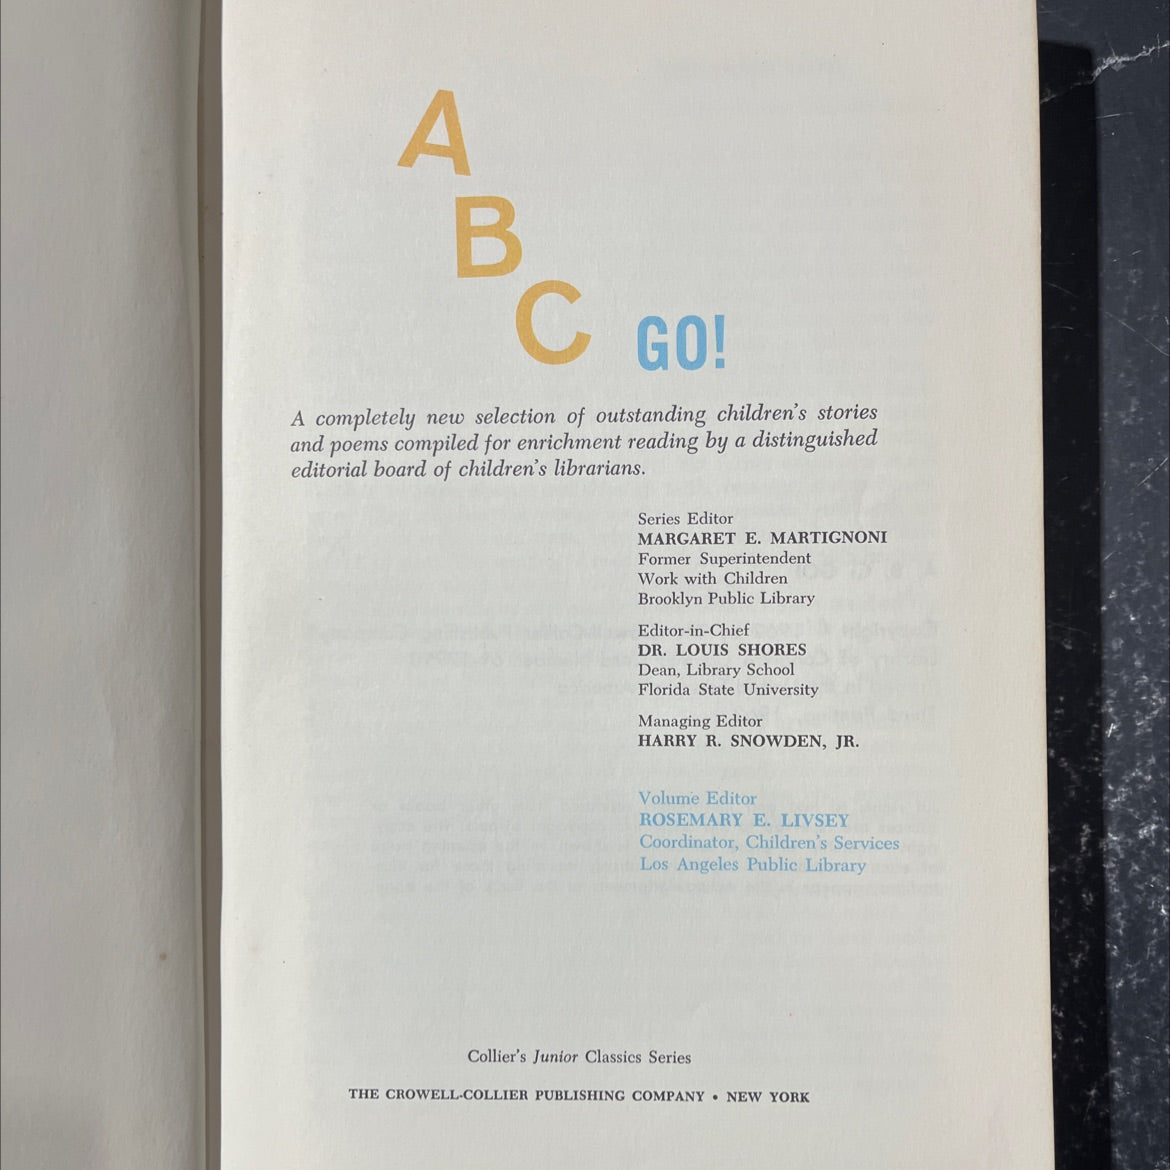 A
B
C GO!
A completely new selection of outstanding children's stories
and poems compiled for enrichment reading by a distinguished
editorial board of children's librarians.
Series Editor
MARGARET E. MARTIGNONI
Former Superintendent
Work with Children
Brooklyn Public Library
Editor-in-Chief
DR. LOUIS SHORES
Dean, Library School
Florida State University
Managing Editor
HARRY R. SNOWDEN, JR.
Volume Editor
ROSEMARY E. LIVSEY
Coordinator, Children's Services
Los Angeles Public Library
Collier's Junior Classics Series
THE CROWELL-COLLIER PUBLISHING COMPANY • NEW YORK